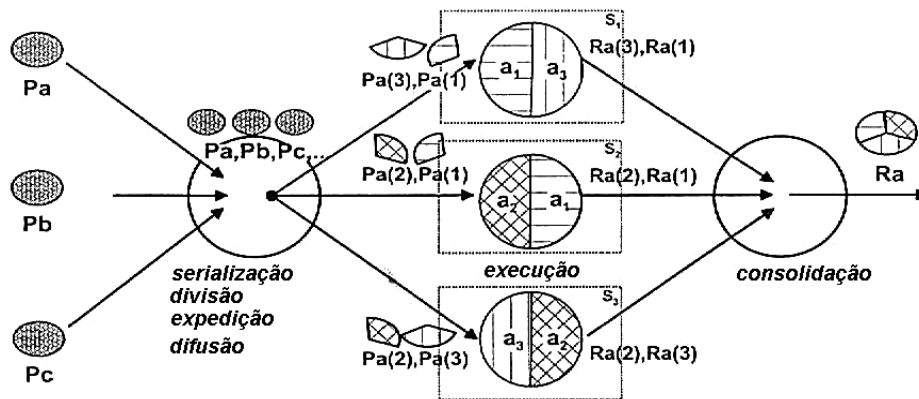 Pa
Pb
Pc
Pa,Pb,Pc,...
serialização
divisão
expedição
difusão
Pa(3),Pa(1)
S1
a1 a3
Ra(3),Ra(1)
Pa(2),Pa(1)
S2
a2 a1
Ra(2),Ra(1)
execução
Pa(2),Pa(3)
S3
a3 a2
Ra(2),Ra(3)
consolidação
Ra